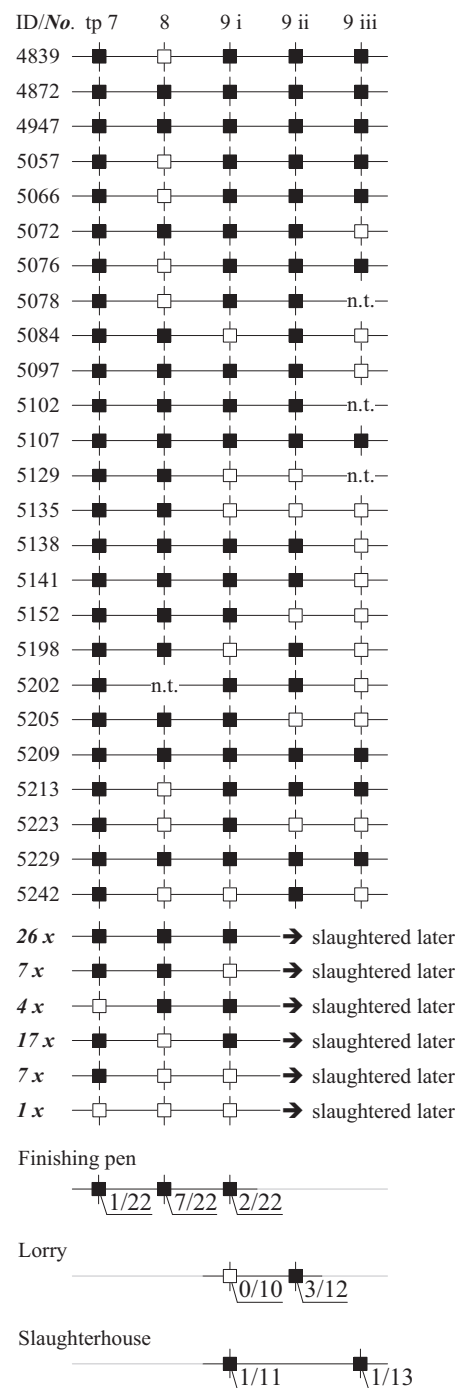 ID/No. tp 7 8 9 i 9 ii 9 iii
4839
4872
4947
5057
5066
5072
5076
5078 n.t.
5084
5097
5102 n.t.
5107
5129 n.t.
5135
5138
5141
5152
5198
5202 n.t.
5205
5209
5213
5223
5229
5242
26 x ➔ slaughtered later
7 x ➔ slaughtered later
4 x ➔ slaughtered later
17 x ➔ slaughtered later
7 x ➔ slaughtered later
1 x ➔ slaughtered later
Finishing pen
1/22 7/22 2/22
Lorry
0/10 3/12
Slaughterhouse
1/11 1/13